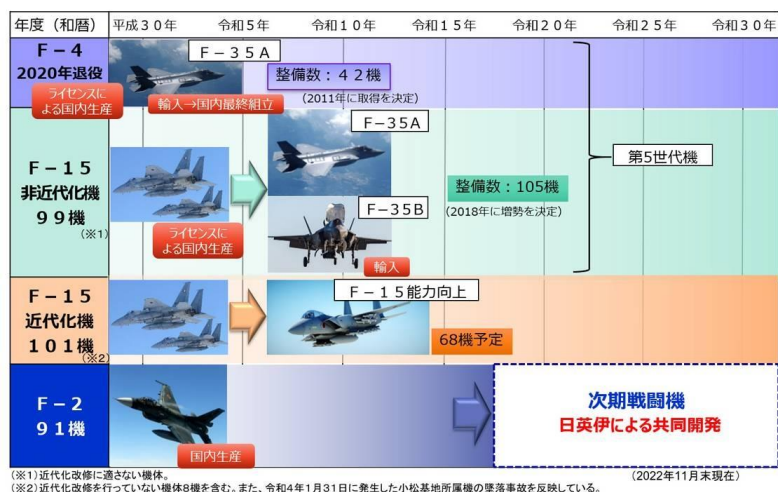 年度（和暦） 平成３０年 令和５年 令和１０年 令和１５年 令和２０年 令和２５年 令和３０年
Ｆ－４
2020年退役
ライセンスに
よる国内生産
Ｆ－３５Ａ
輸入→国内最終組立
整備数：４２機
（2011年に取得を決定）
第５世代機
Ｆ－１５
非近代化機
９９機
（※１）
ライセンスに
よる国内生産
Ｆ－３５Ａ
Ｆ－３５Ｂ
輸入
整備数：105機
（2018年に増勢を決定）
Ｆ－１５
近代化機
１０１機
（※２）
Ｆ－１５能力向上
68機予定
Ｆ－２
９１機
国内生産
次期戦闘機
日英伊による共同開発
（※１）近代化改修に適さない機体。
（2022年11月末現在）
（※２）近代化改修を行っていない機体８機を含む。また、令和４年１月３１日に発生した小松基地所属機の墜落事故を反映している。